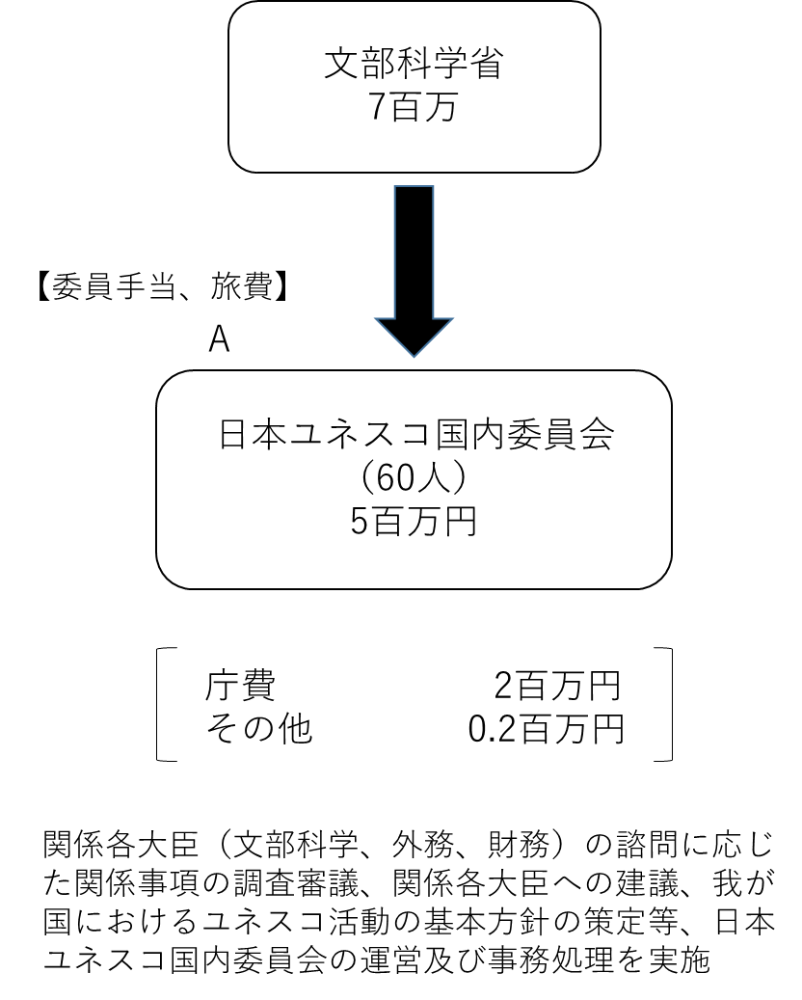 文部科学省
7百万
【委員手当、旅費】
A
日本ユネスコ国内委員会
（60人）
5百万円
庁費 2百万円
その他 0.2百万円
関係各大臣（文部科学、外務、財務）の諮問に応じ
た関係事項の調査審議、関係各大臣への建議、我が
国におけるユネスコ活動の基本方針の策定等、日本
ユネスコ国内委員会の運営及び事務処理を実施